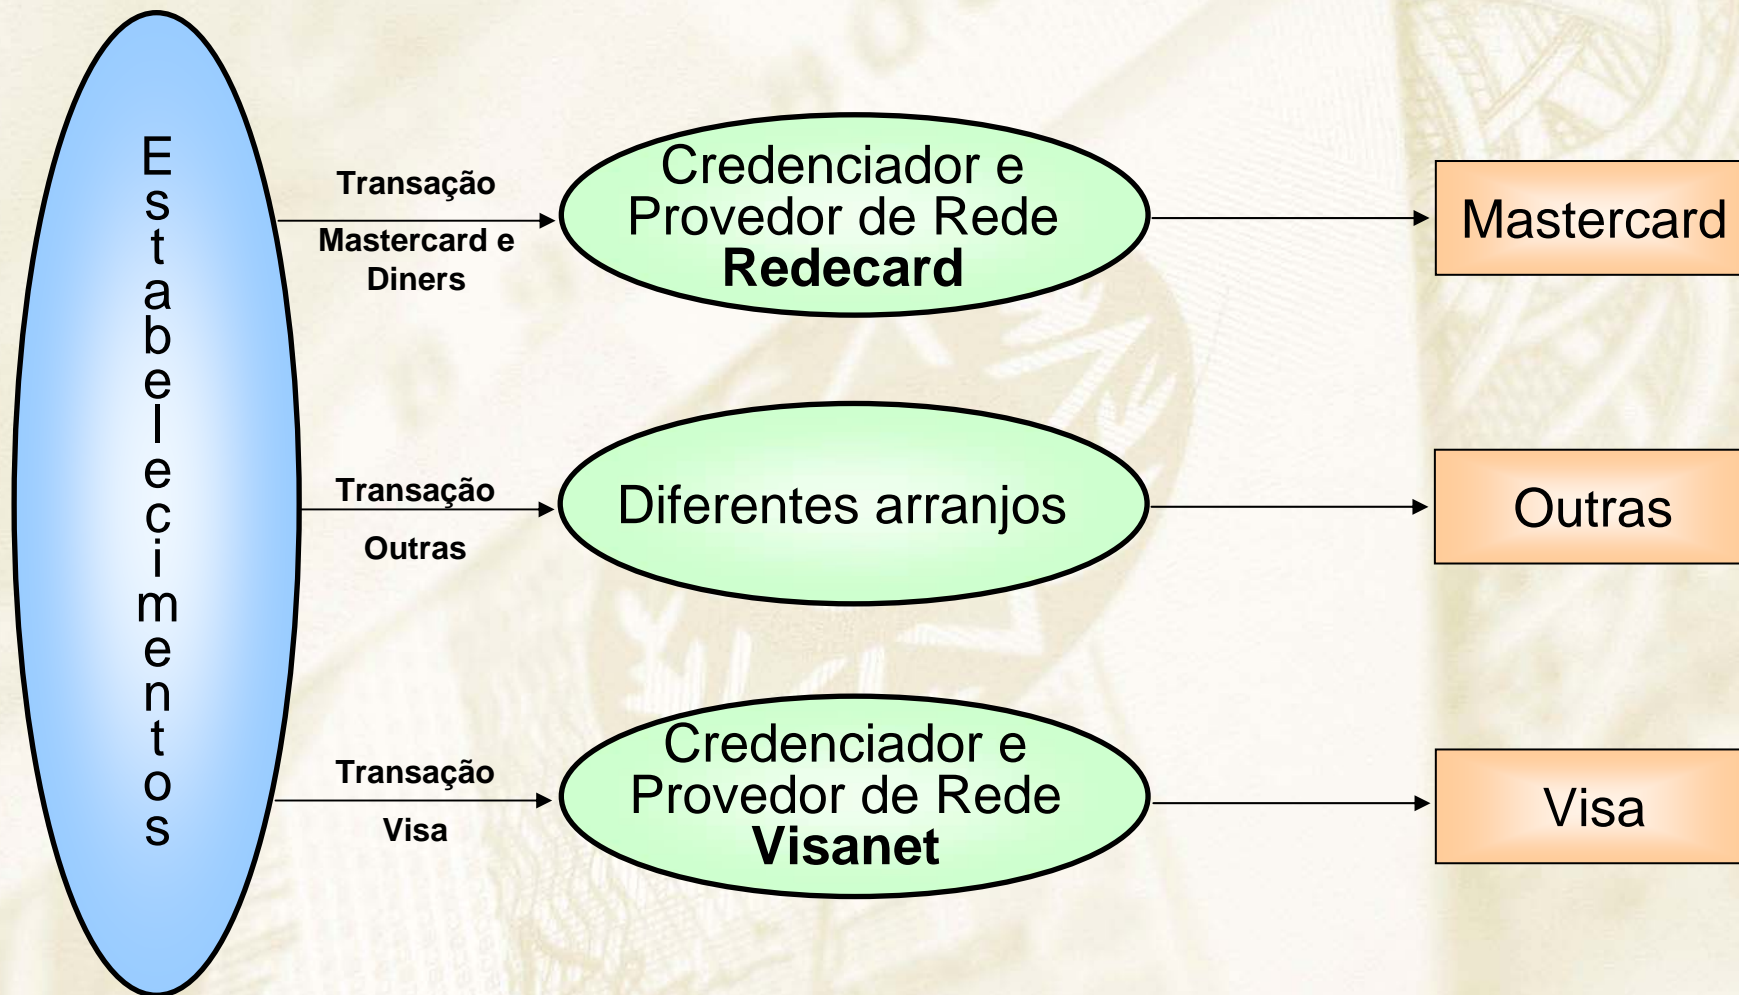 Estabelecimentos
Transação
Mastercard e
Diners
Credenciador e
Provedor de Rede
Redecard
Mastercard
Transação
Outras
Diferentes arranjos
Outras
Transação
Visa
Credenciador e
Provedor de Rede
Visanet
Visa